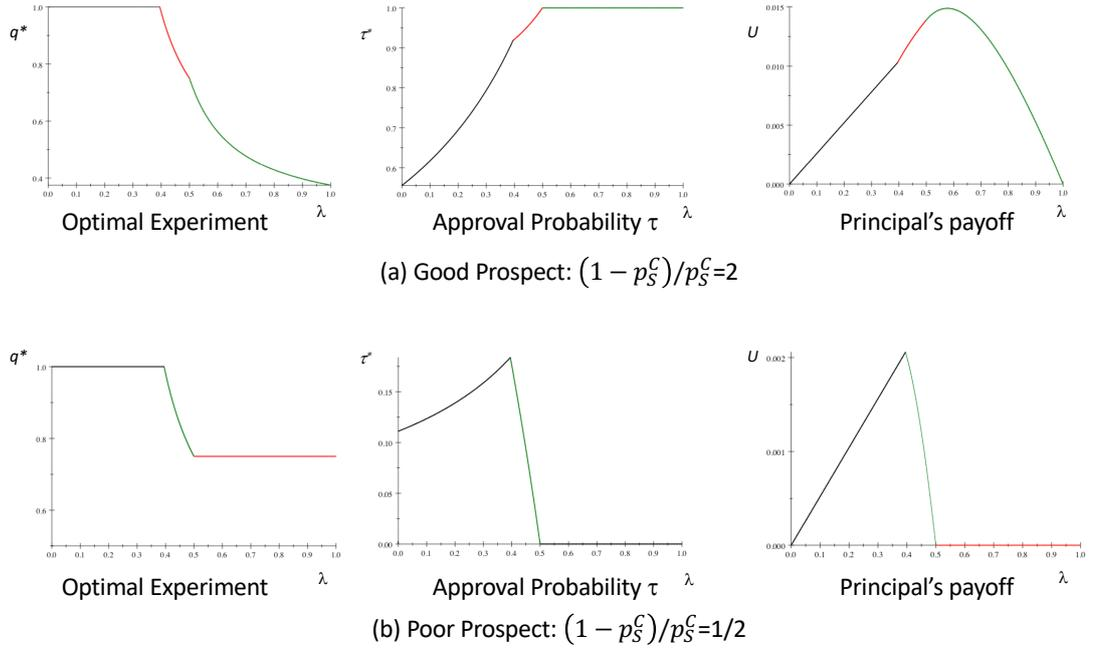 q*
1.0
0.8
0.6
0.4
0.0 0.1 0.2 0.3 0.4 0.5 0.6 0.7 0.8 0.9 1.0
λ
Optimal Experiment
τ*
1.0
0.9
0.8
0.7
0.6
0.0 0.1 0.2 0.3 0.4 0.5 0.6 0.7 0.8 0.9 1.0
Approval Probability τ λ
U
0.015
0.010
0.005
0.000
0.0 0.1 0.2 0.3 0.4 0.5 0.6 0.7 0.8 0.9 1.0
λ
Principal's payoff
(a) Good Prospect: (1 − p_S^C)/p_S^C=2
q*
1.0
0.8
0.6
0.0 0.1 0.2 0.3 0.4 0.5 0.6 0.7 0.8 0.9 1.0
Optimal Experiment λ
τ*
0.15
0.10
0.05
0.00
0.0 0.1 0.2 0.3 0.4 0.5 0.6 0.7 0.8 0.9 1.0
Approval Probability τ λ
U
0.002
0.001
0.000
0.0 0.1 0.2 0.3 0.4 0.5 0.6 0.7 0.8 0.9 1.0
Principal's payoff λ
(b) Poor Prospect: (1 − p_S^C)/p_S^C=1/2